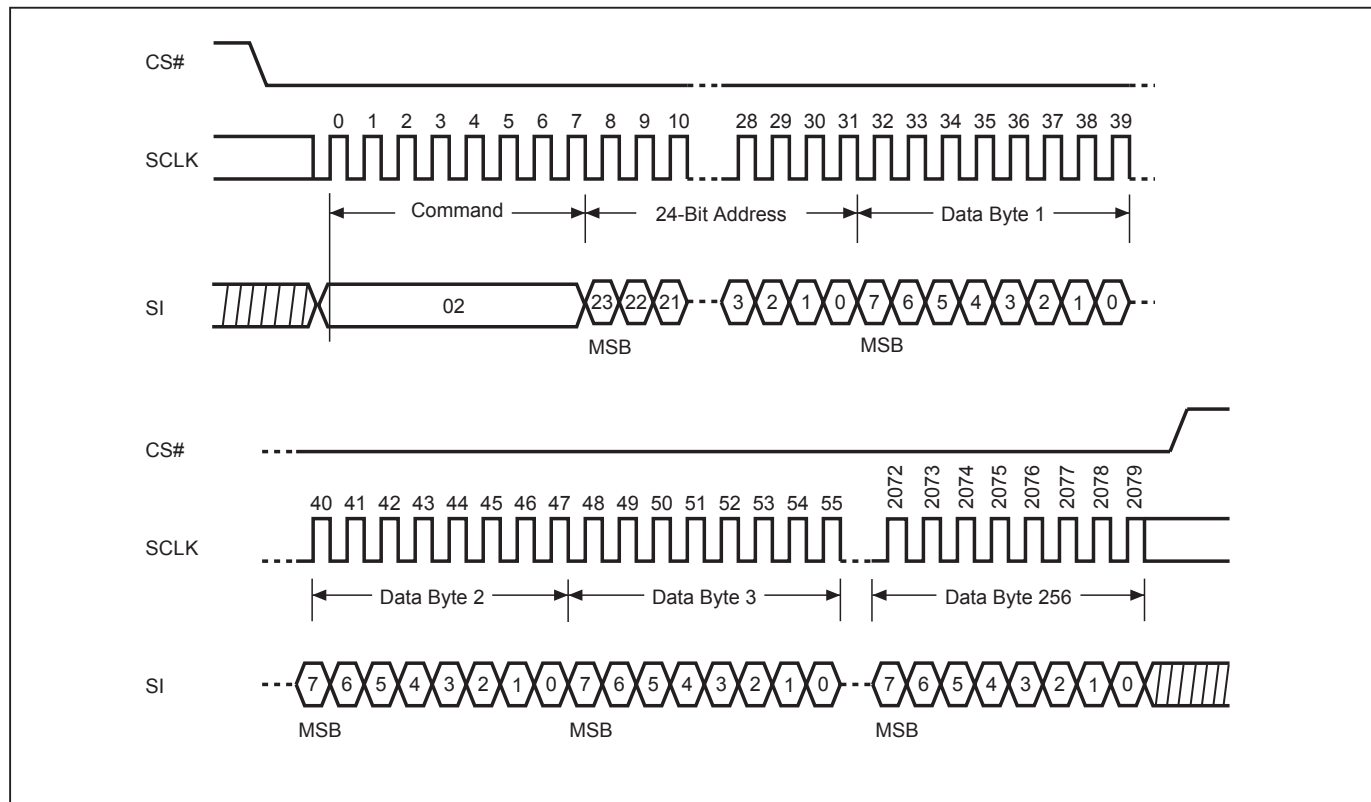 CS#
0 1 2 3 4 5 6 7 8 9 10 28 29 30 31 32 33 34 35 36 37 38 39
SCLK
Command 24-Bit Address Data Byte 1
SI 02 23 22 21 3 2 1 0 7 6 5 4 3 2 1 0
MSB MSB
CS#
40 41 42 43 44 45 46 47 48 49 50 51 52 53 54 55 2072 2073 2074 2075 2076 2077 2078 2079
SCLK
Data Byte 2 Data Byte 3 Data Byte 256
SI 7 6 5 4 3 2 1 0 7 6 5 4 3 2 1 0 7 6 5 4 3 2 1 0
MSB MSB MSB